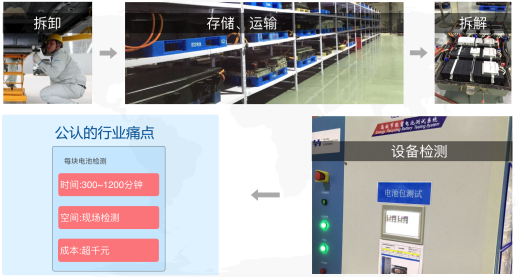 拆卸
存储、运输
拆解
公认的行业痛点
每块电池检测
时间:300~1200分钟
空间:现场检测
成本:超千元
设备检测
电池包测试